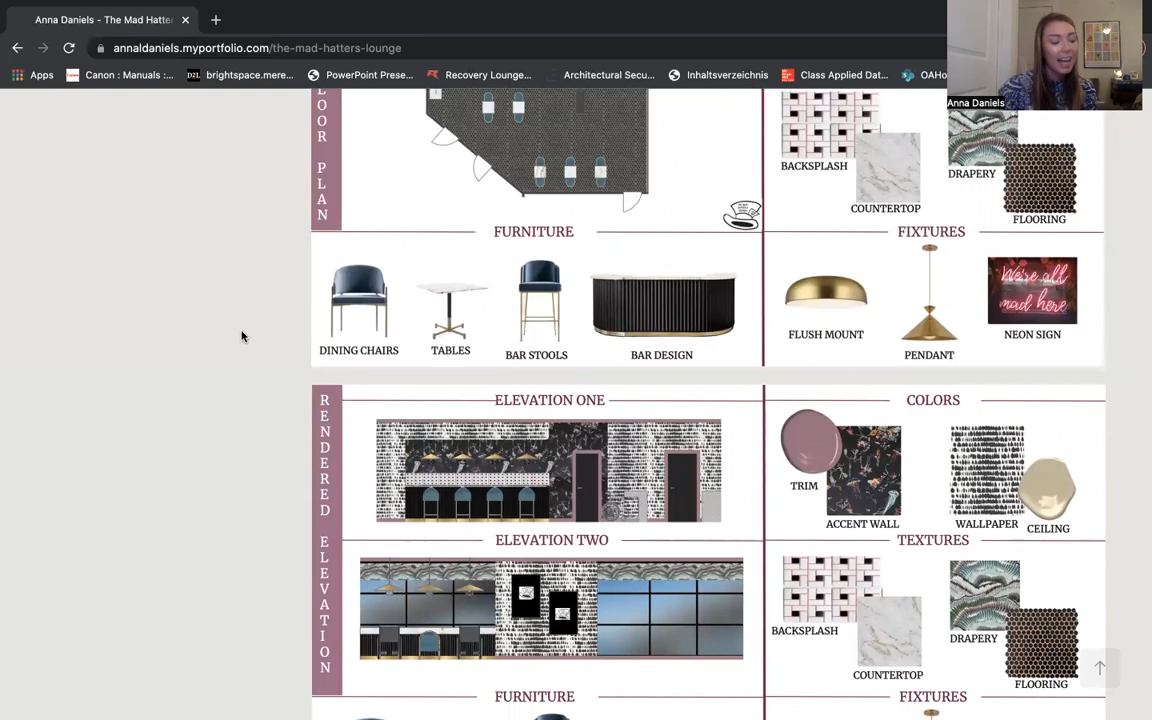 Anna Daniels - The Mad Hatte
annaldaniels.myportfolio.com/the-mad-hatters-lounge
Apps
Canon : Manuals :...
D2L
brightspace.mere...
PowerPoint Prese...
Recovery Lounge...
Architectural Secu...
Inhaltsverzeichnis
Class Applied Dat...
OAHo
Anna Daniels
LOOR PLAN
BACKSPLASH
COUNTERTOP
DRAPERY
FLOORING
FURNITURE
FIXTURES
DINING CHAIRS
TABLES
BAR STOOLS
BAR DESIGN
FLUSH MOUNT
PENDANT
We're all
mad here
NEON SIGN
RENDERED ELEVATION
ELEVATION ONE
COLORS
TRIM
ACCENT WALL
WALLPAPER
CEILING
ELEVATION TWO
TEXTURES
BACKSPLASH
COUNTERTOP
DRAPERY
FLOORING
FURNITURE
FIXTURES